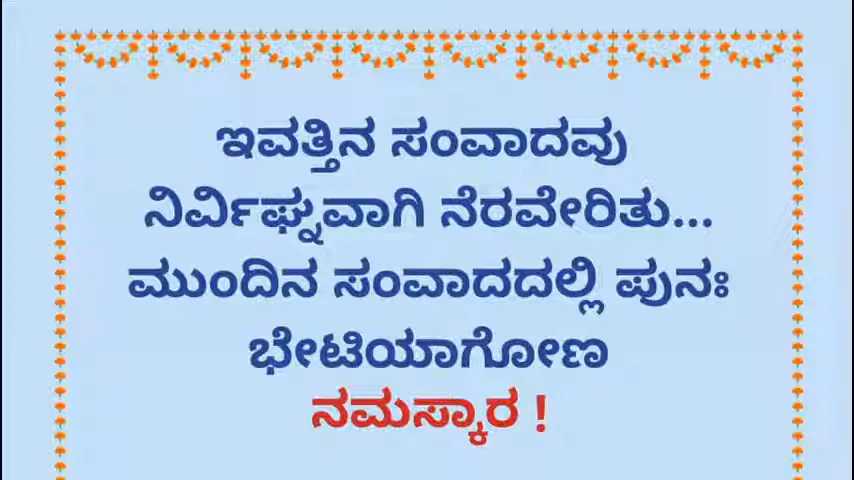 ಇವತ್ತಿನ ಸಂವಾದವು
ನಿರ್ವಿಘ್ನವಾಗಿ ನೆರವೇರಿತು...
ಮುಂದಿನ ಸಂವಾದದಲ್ಲಿ ಪುನಃ
ಭೇಟಿಯಾಗೋಣ
ನಮಸ್ಕಾರ !